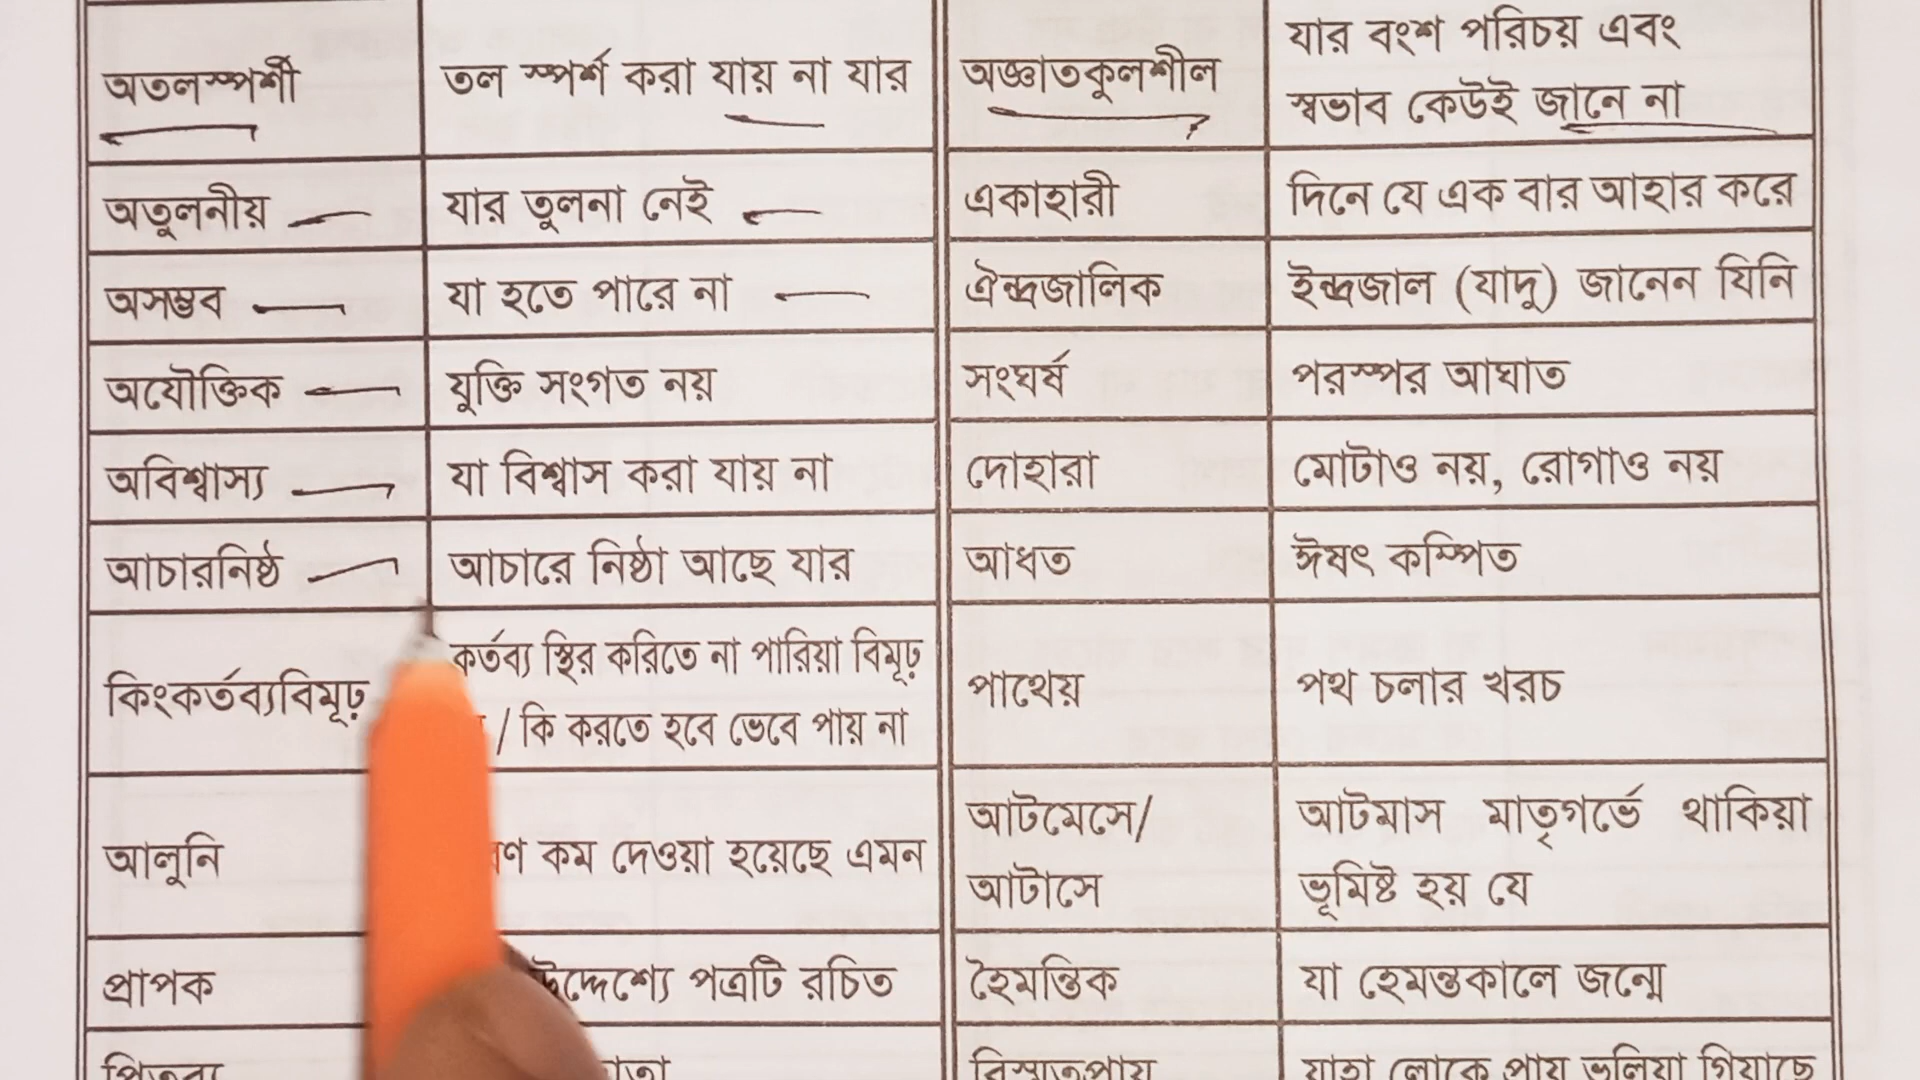 অতলস্পর্শী
তল স্পর্শ করা যায় না যার
অজ্ঞাতকুলশীল
যার বংশ পরিচয় এবং
স্বভাব কেউই জানে না
অতুলনীয়
যার তুলনা নেই
একাহারী
দিনে যে এক বার আহার করে
অসম্ভব
যা হতে পারে না
ঐন্দ্রজালিক
ইন্দ্রজাল (যাদু) জানেন যিনি
অযৌক্তিক
যুক্তি সংগত নয়
সংঘর্ষ
পরস্পর আঘাত
অবিশ্বাস্য
যা বিশ্বাস করা যায় না
দোহারা
মোটাও নয়, রোগাও নয়
আচারনিষ্ঠ
আচারে নিষ্ঠা আছে যার
আধত
ঈষৎ কম্পিত
কিংকর্তব্যবিমূঢ়
কর্তব্য স্থির করিতে না পারিয়া বিমূঢ়
/ কি করতে হবে ভেবে পায় না
পাথেয়
পথ চলার খরচ
আলুনি
কম দেওয়া হয়েছে এমন
আটমেসে/
আটাসে
আটমাস মাতৃগর্ভে থাকিয়া
ভূমিষ্ট হয় যে
প্রাপক
উদ্দেশ্যে পত্রটি রচিত
হৈমন্তিক
যা হেমন্তকালে জন্মে
পিতৃব্য
বিস্মৃতপ্রায়
যাহা লোকে প্রায় ভুলিয়া গিয়াছে